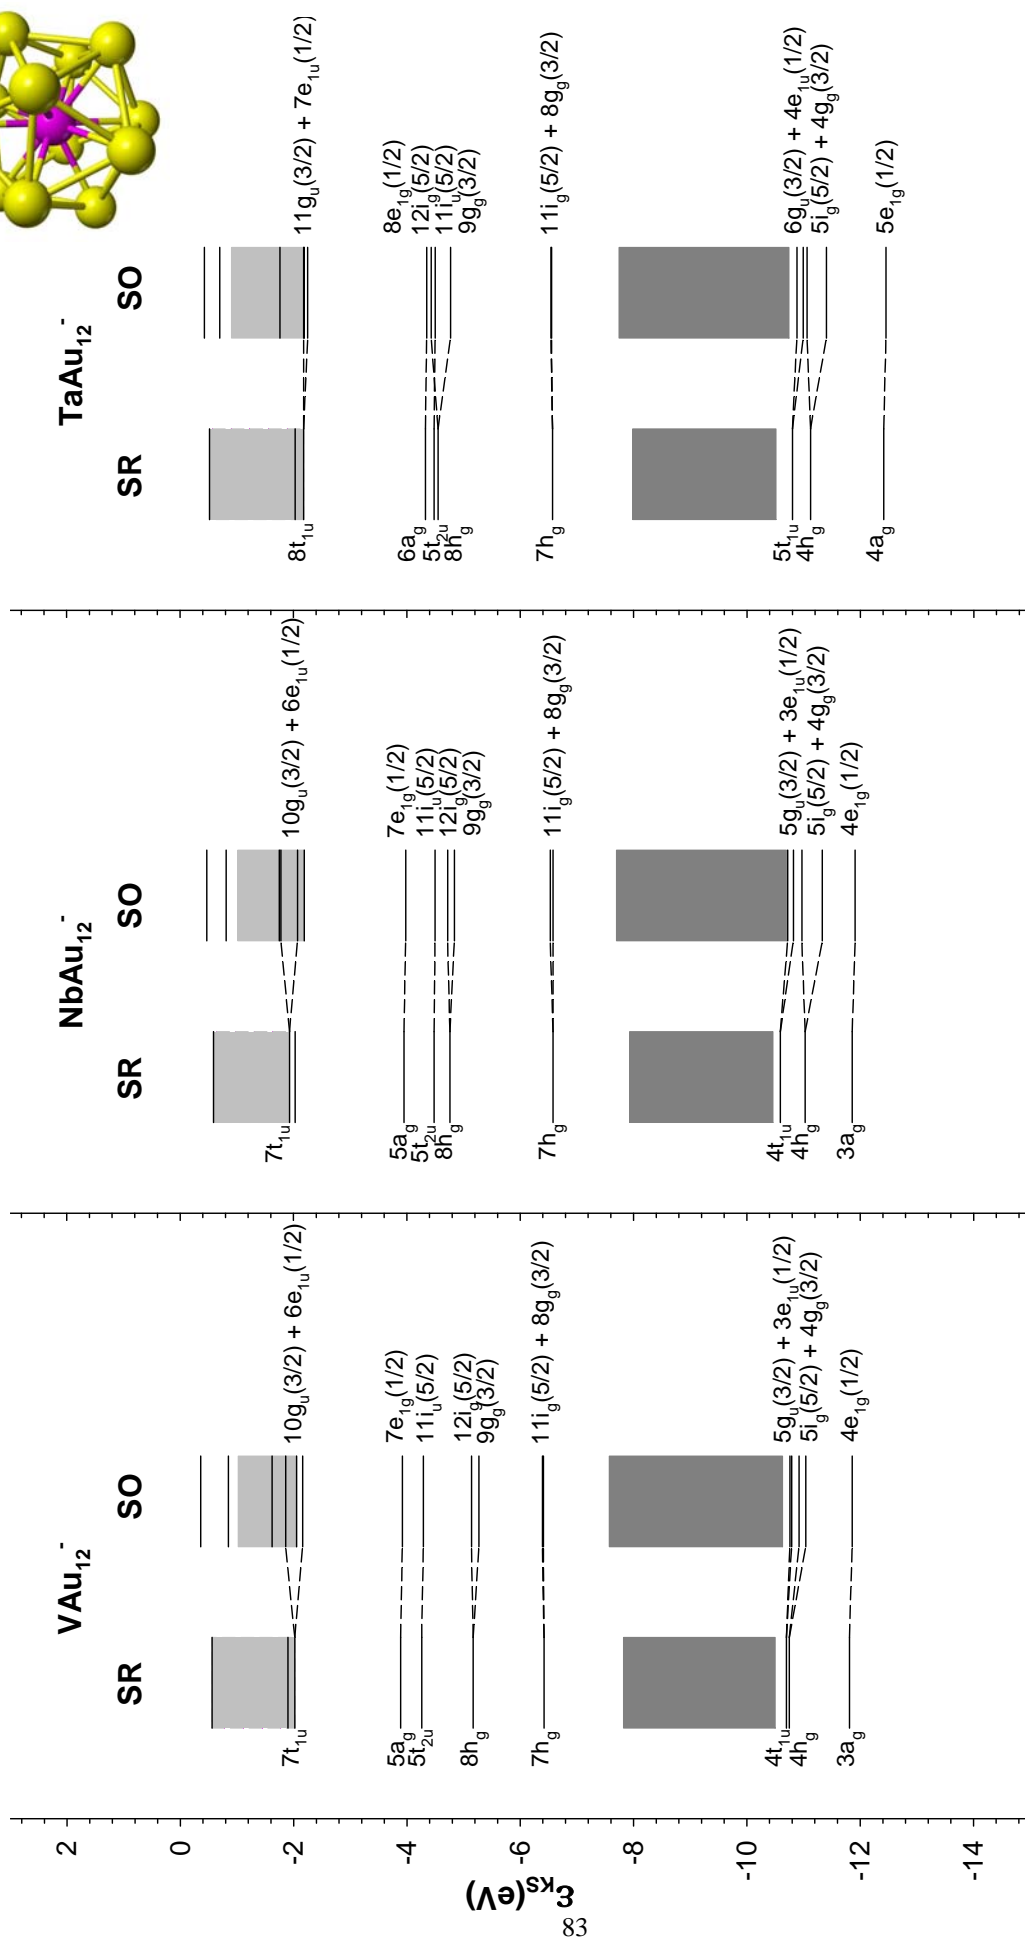 VAu12-
NbAu12-
TaAu12-
SR
SO
SR
SO
SR
SO
2
0
-2
-4
-6
-8
-10
-12
-14
εKS(eV)
7t1u
5ag
5t2u
8hg
7hg
4t1u
4hg
3ag
10gu(3/2) + 6e1u(1/2)
7e1g(1/2)
11iu(5/2)
12ig(5/2)
9gg(3/2)
11ig(5/2) + 8gg(3/2)
5gu(3/2) + 3e1u(1/2)
5ig(5/2) + 4gg(3/2)
4e1g(1/2)
7t1u
5ag
5t2u
8hg
7hg
4t1u
4hg
3ag
10gu(3/2) + 6e1u(1/2)
7e1g(1/2)
11iu(5/2)
12ig(5/2)
9gg(3/2)
11ig(5/2) + 8gg(3/2)
5gu(3/2) + 3e1u(1/2)
5ig(5/2) + 4gg(3/2)
4e1g(1/2)
8t1u
6ag
5t2u
8hg
7hg
5t1u
4hg
4ag
11gu(3/2) + 7e1u(1/2)
8e1g(1/2)
12ig(5/2)
11iu(5/2)
9gg(3/2)
11ig(5/2) + 8gg(3/2)
6gu(3/2) + 4e1u(1/2)
5ig(5/2) + 4gg(3/2)
5e1g(1/2)
83